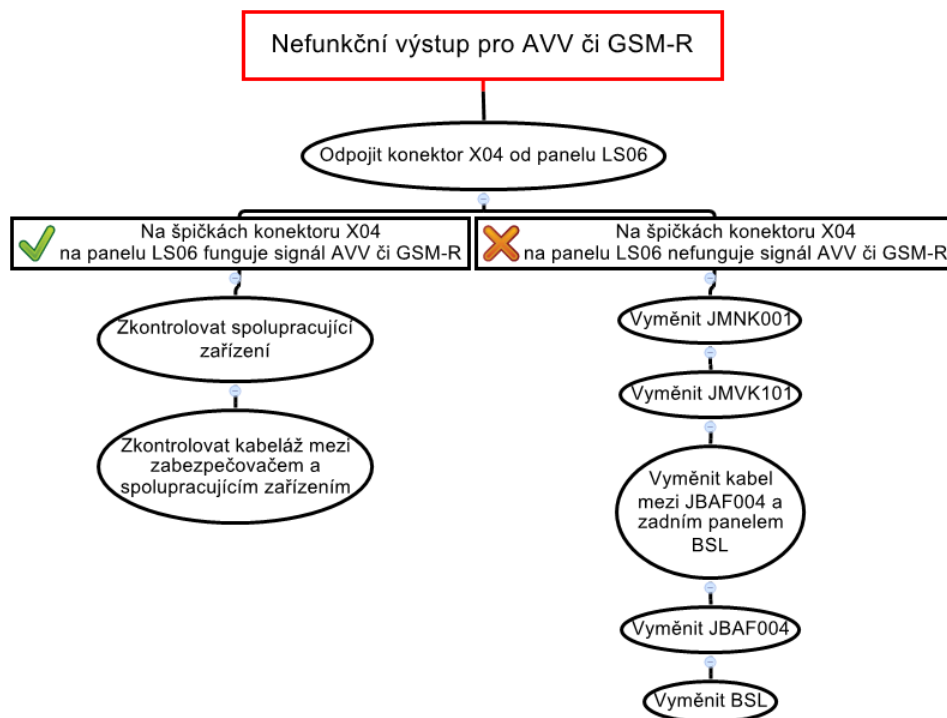 Nefunkční výstup pro AVV či GSM-R
Odpojit konektor X04 od panelu LS06
Na špičkách konektoru X04
na panelu LS06 funguje signál AVV či GSM-R
Na špičkách konektoru X04
na panelu LS06 nefunguje signál AVV či GSM-R
Zkontrolovat spolupracující
zařízení
Zkontrolovat kabeláž mezi
zabezpečovačem a
spolupracujícím zařízením
Vyměnit JMNK001
Vyměnit JMVK101
Vyměnit kabel
mezi JBAF004 a
zadním panelem
BSL
Vyměnit JBAF004
Vyměnit BSL